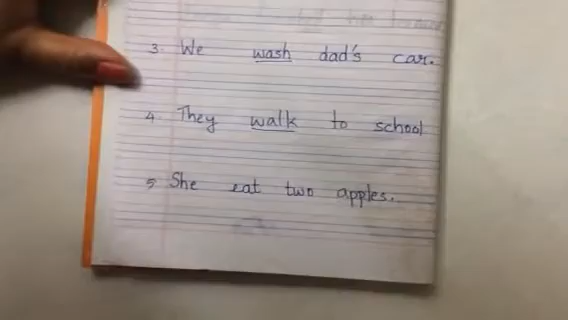 3. We wash dad's car.
4. They walk to school
5 She eat two apples.